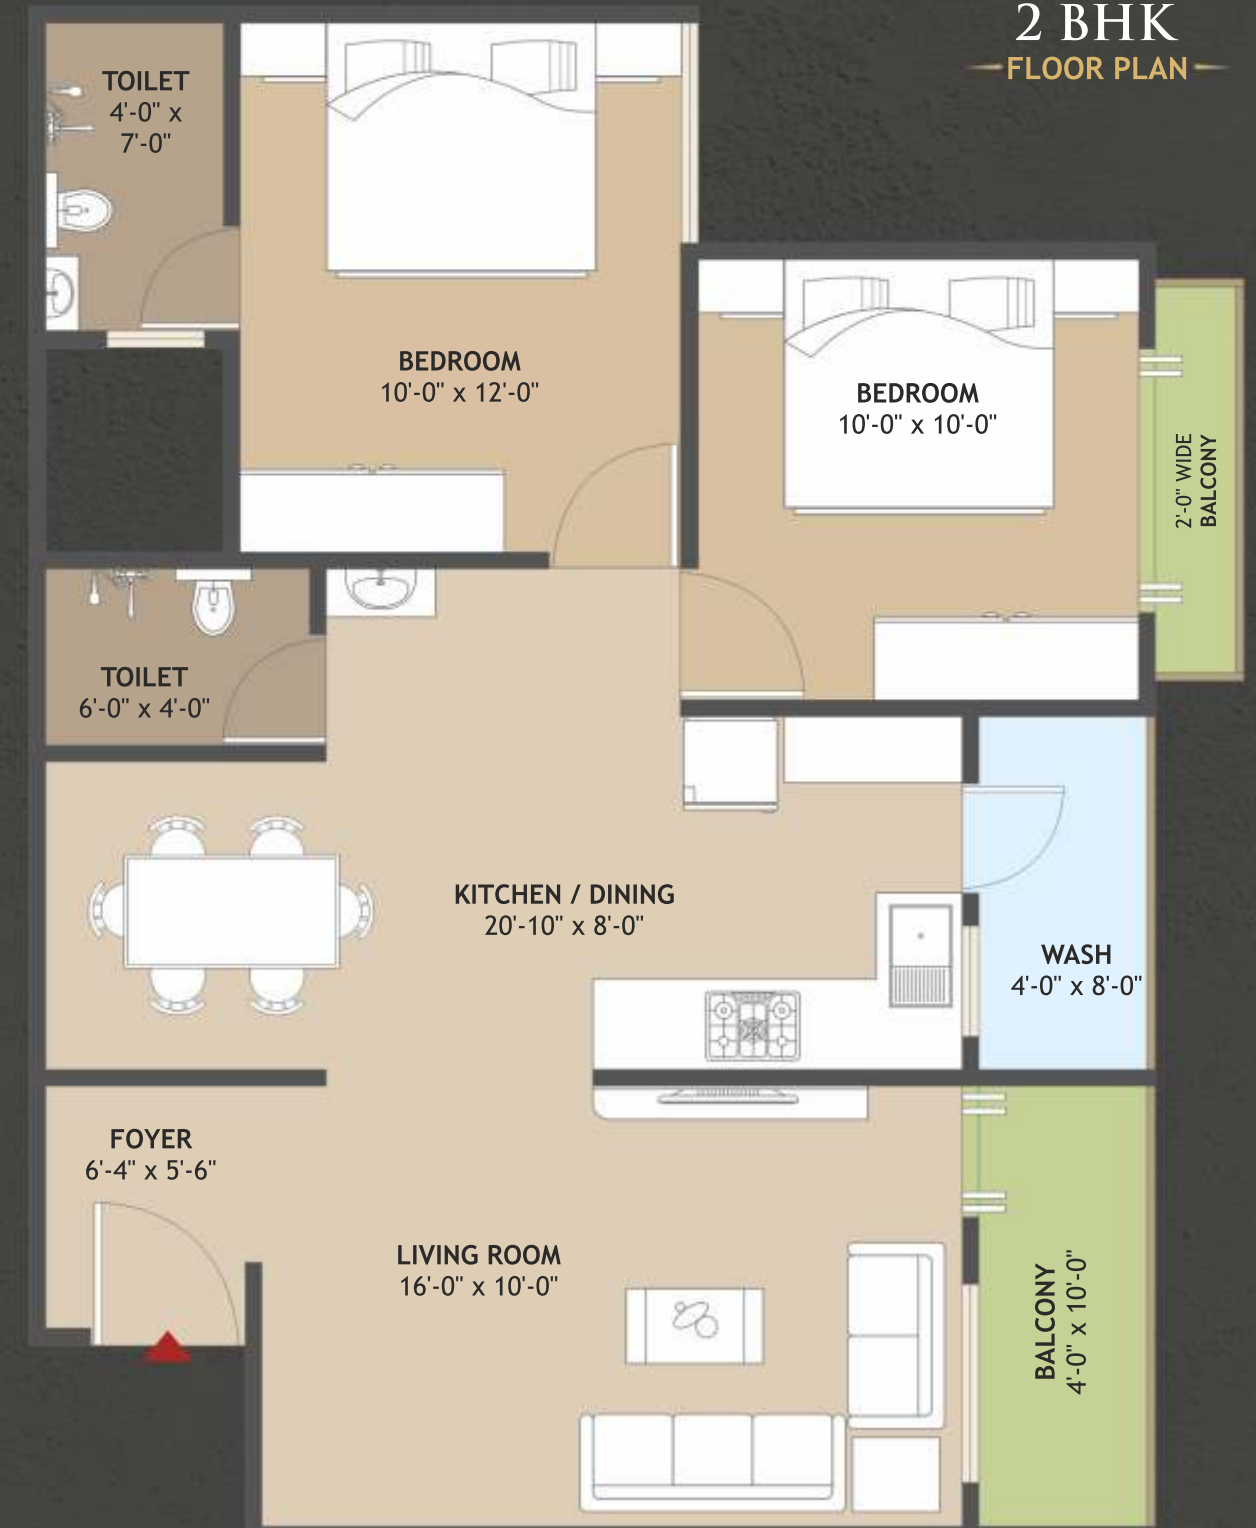 2 BHK
FLOOR PLAN
TOILET
4'-0" x
7'-0"
BEDROOM
10'-0" x 12'-0"
BEDROOM
10'-0" x 10'-0"
2'-0" WIDE
BALCONY
TOILET
6'-0" x 4'-0"
KITCHEN / DINING
20'-10" x 8'-0"
WASH
4'-0" x 8'-0"
FOYER
6'-4" x 5'-6"
LIVING ROOM
16'-0" x 10'-0"
BALCONY
4'-0" x 10'-0"